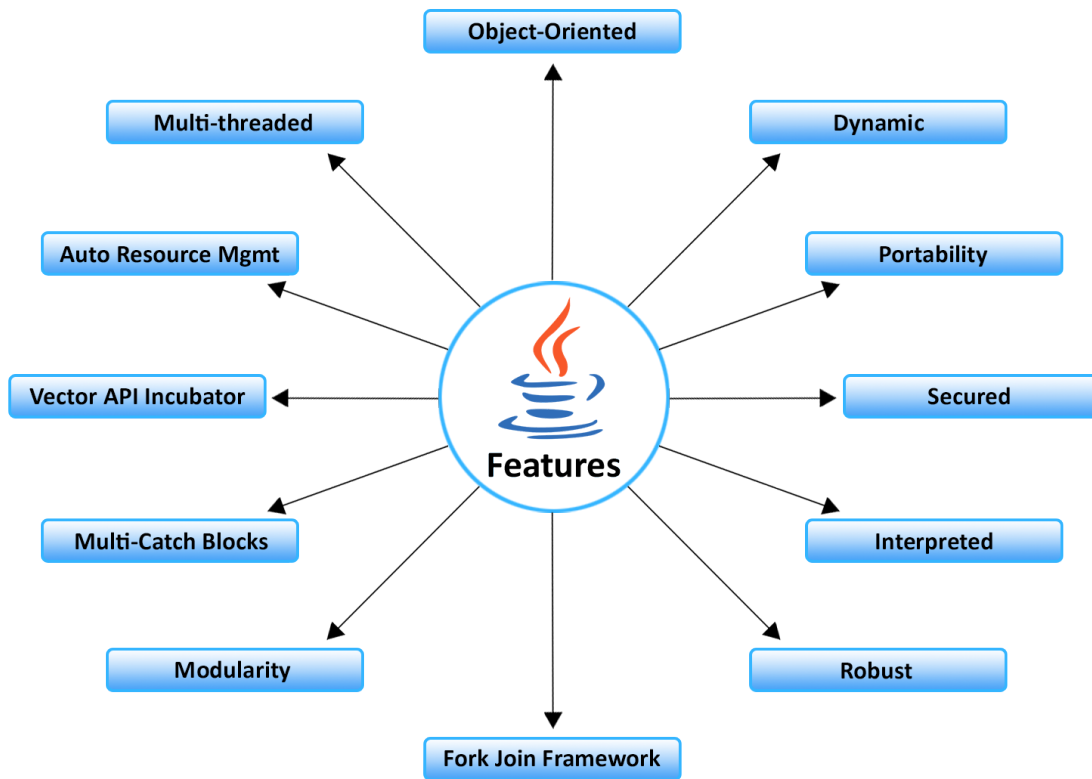 Object-Oriented
Multi-threaded
Dynamic
Auto Resource Mgmt
Portability
Vector API Incubator
Secured
Features
Multi-Catch Blocks
Interpreted
Modularity
Robust
Fork Join Framework